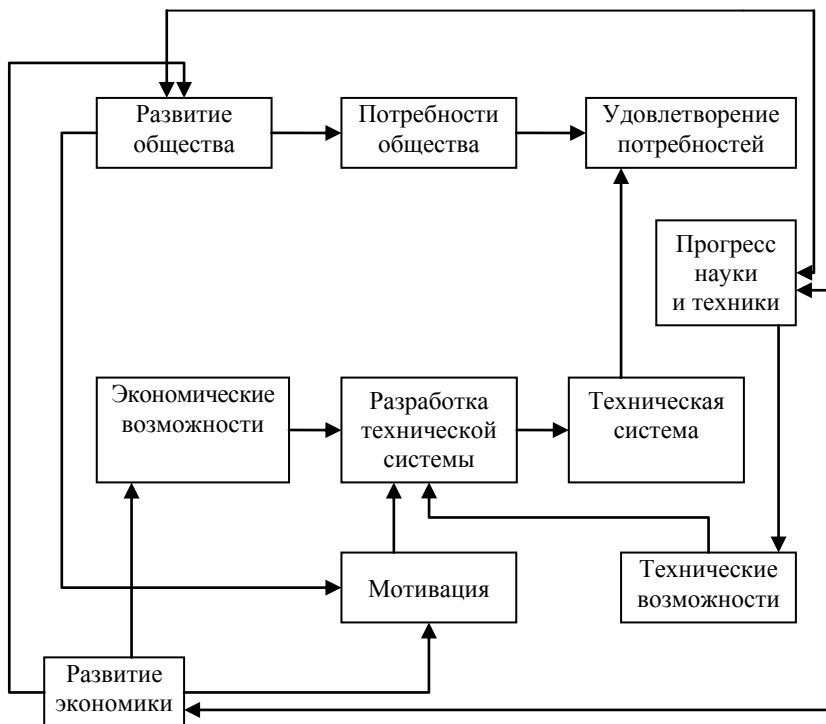 Развитие
общества
Потребности
общества
Удовлетворение
потребностей
Прогресс
науки
и техники
Экономические
возможности
Разработка
технической
системы
Техническая
система
Мотивация
Технические
возможности
Развитие
экономики